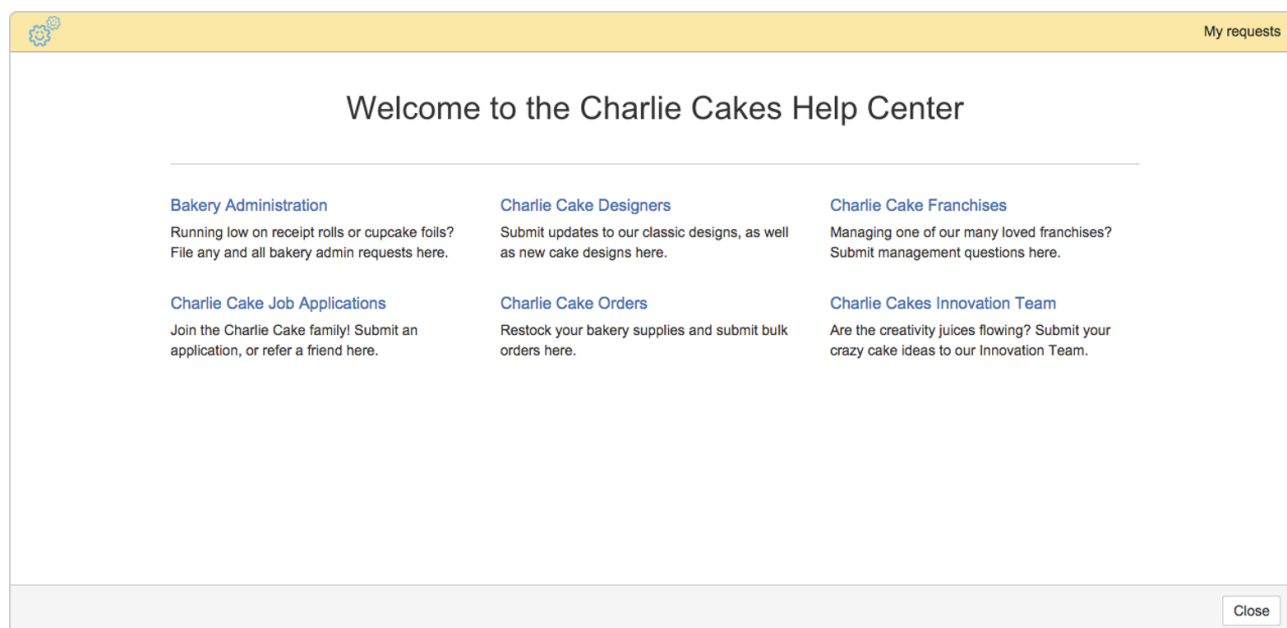 My requests
Welcome to the Charlie Cakes Help Center
Bakery Administration
Running low on receipt rolls or cupcake foils?
File any and all bakery admin requests here.
Charlie Cake Designers
Submit updates to our classic designs, as well
as new cake designs here.
Charlie Cake Franchises
Managing one of our many loved franchises?
Submit management questions here.
Charlie Cake Job Applications
Join the Charlie Cake family! Submit an
application, or refer a friend here.
Charlie Cake Orders
Restock your bakery supplies and submit bulk
orders here.
Charlie Cakes Innovation Team
Are the creativity juices flowing? Submit your
crazy cake ideas to our Innovation Team.
Close